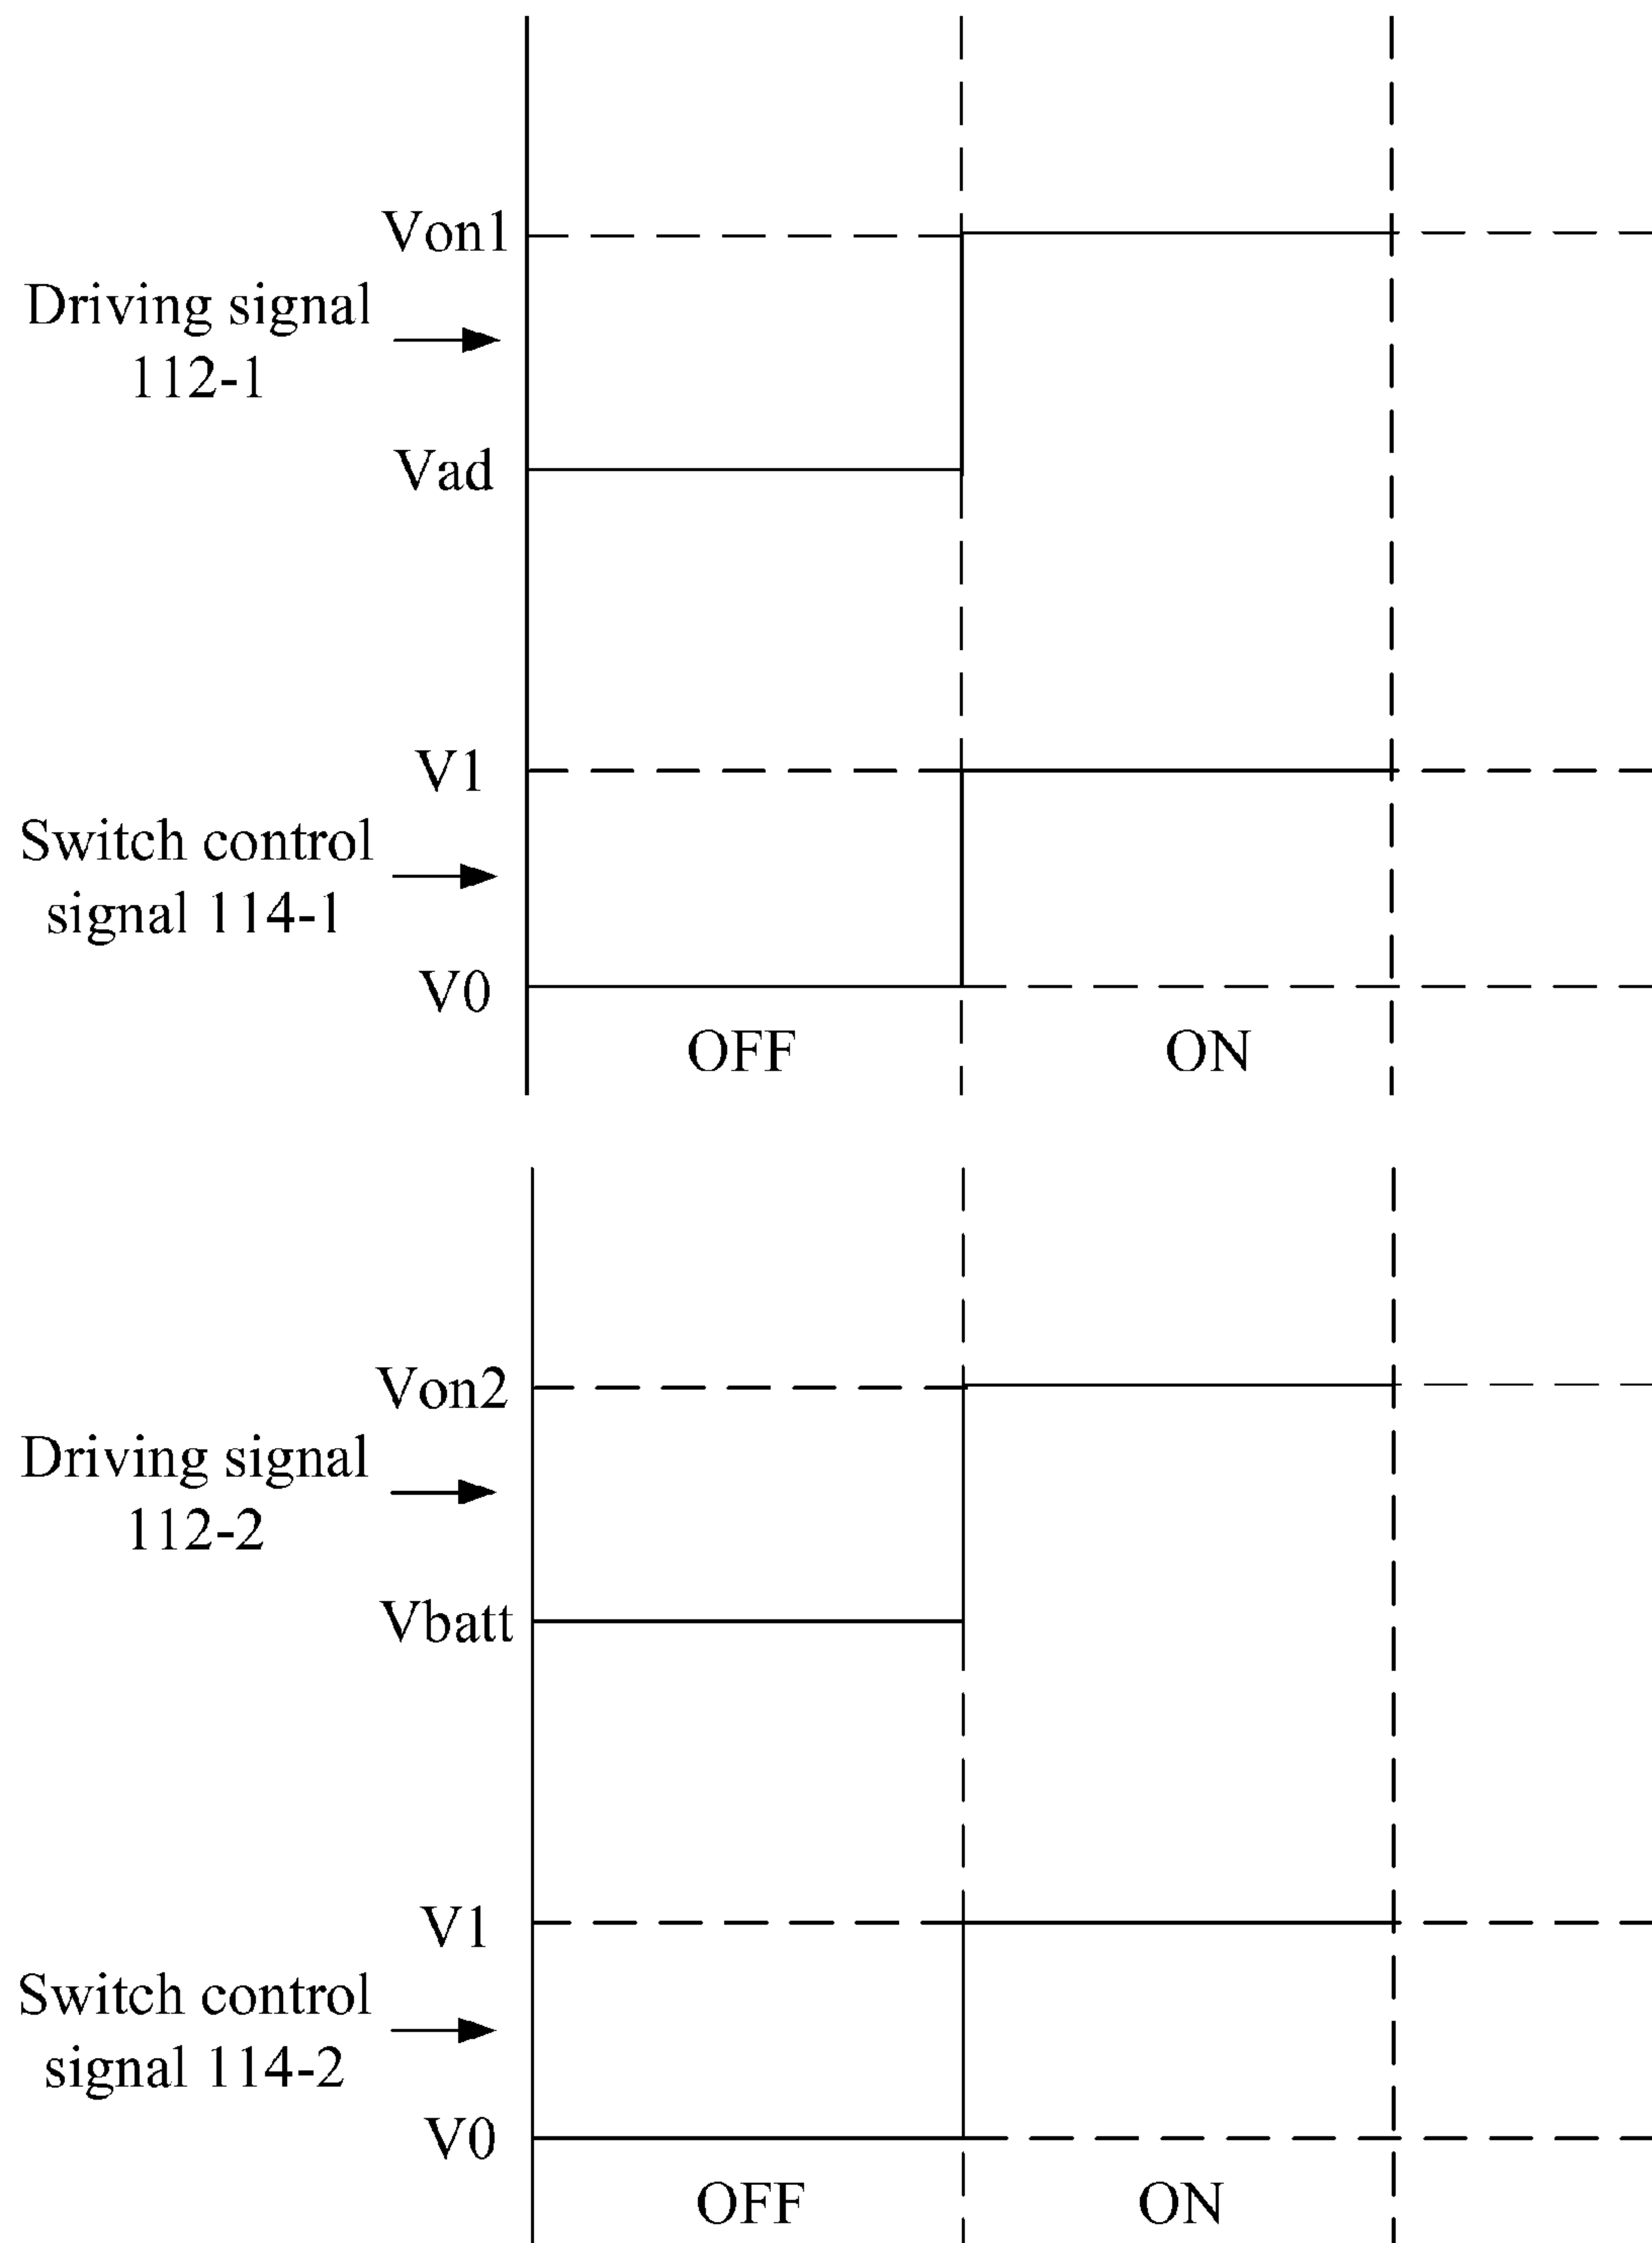 Von1
Driving signal
112-1
Vad
V1
Switch control
signal 114-1
V0
OFF ON
Von2
Driving signal
112-2
Vbatt
V1
Switch control
signal 114-2
V0
OFF ON